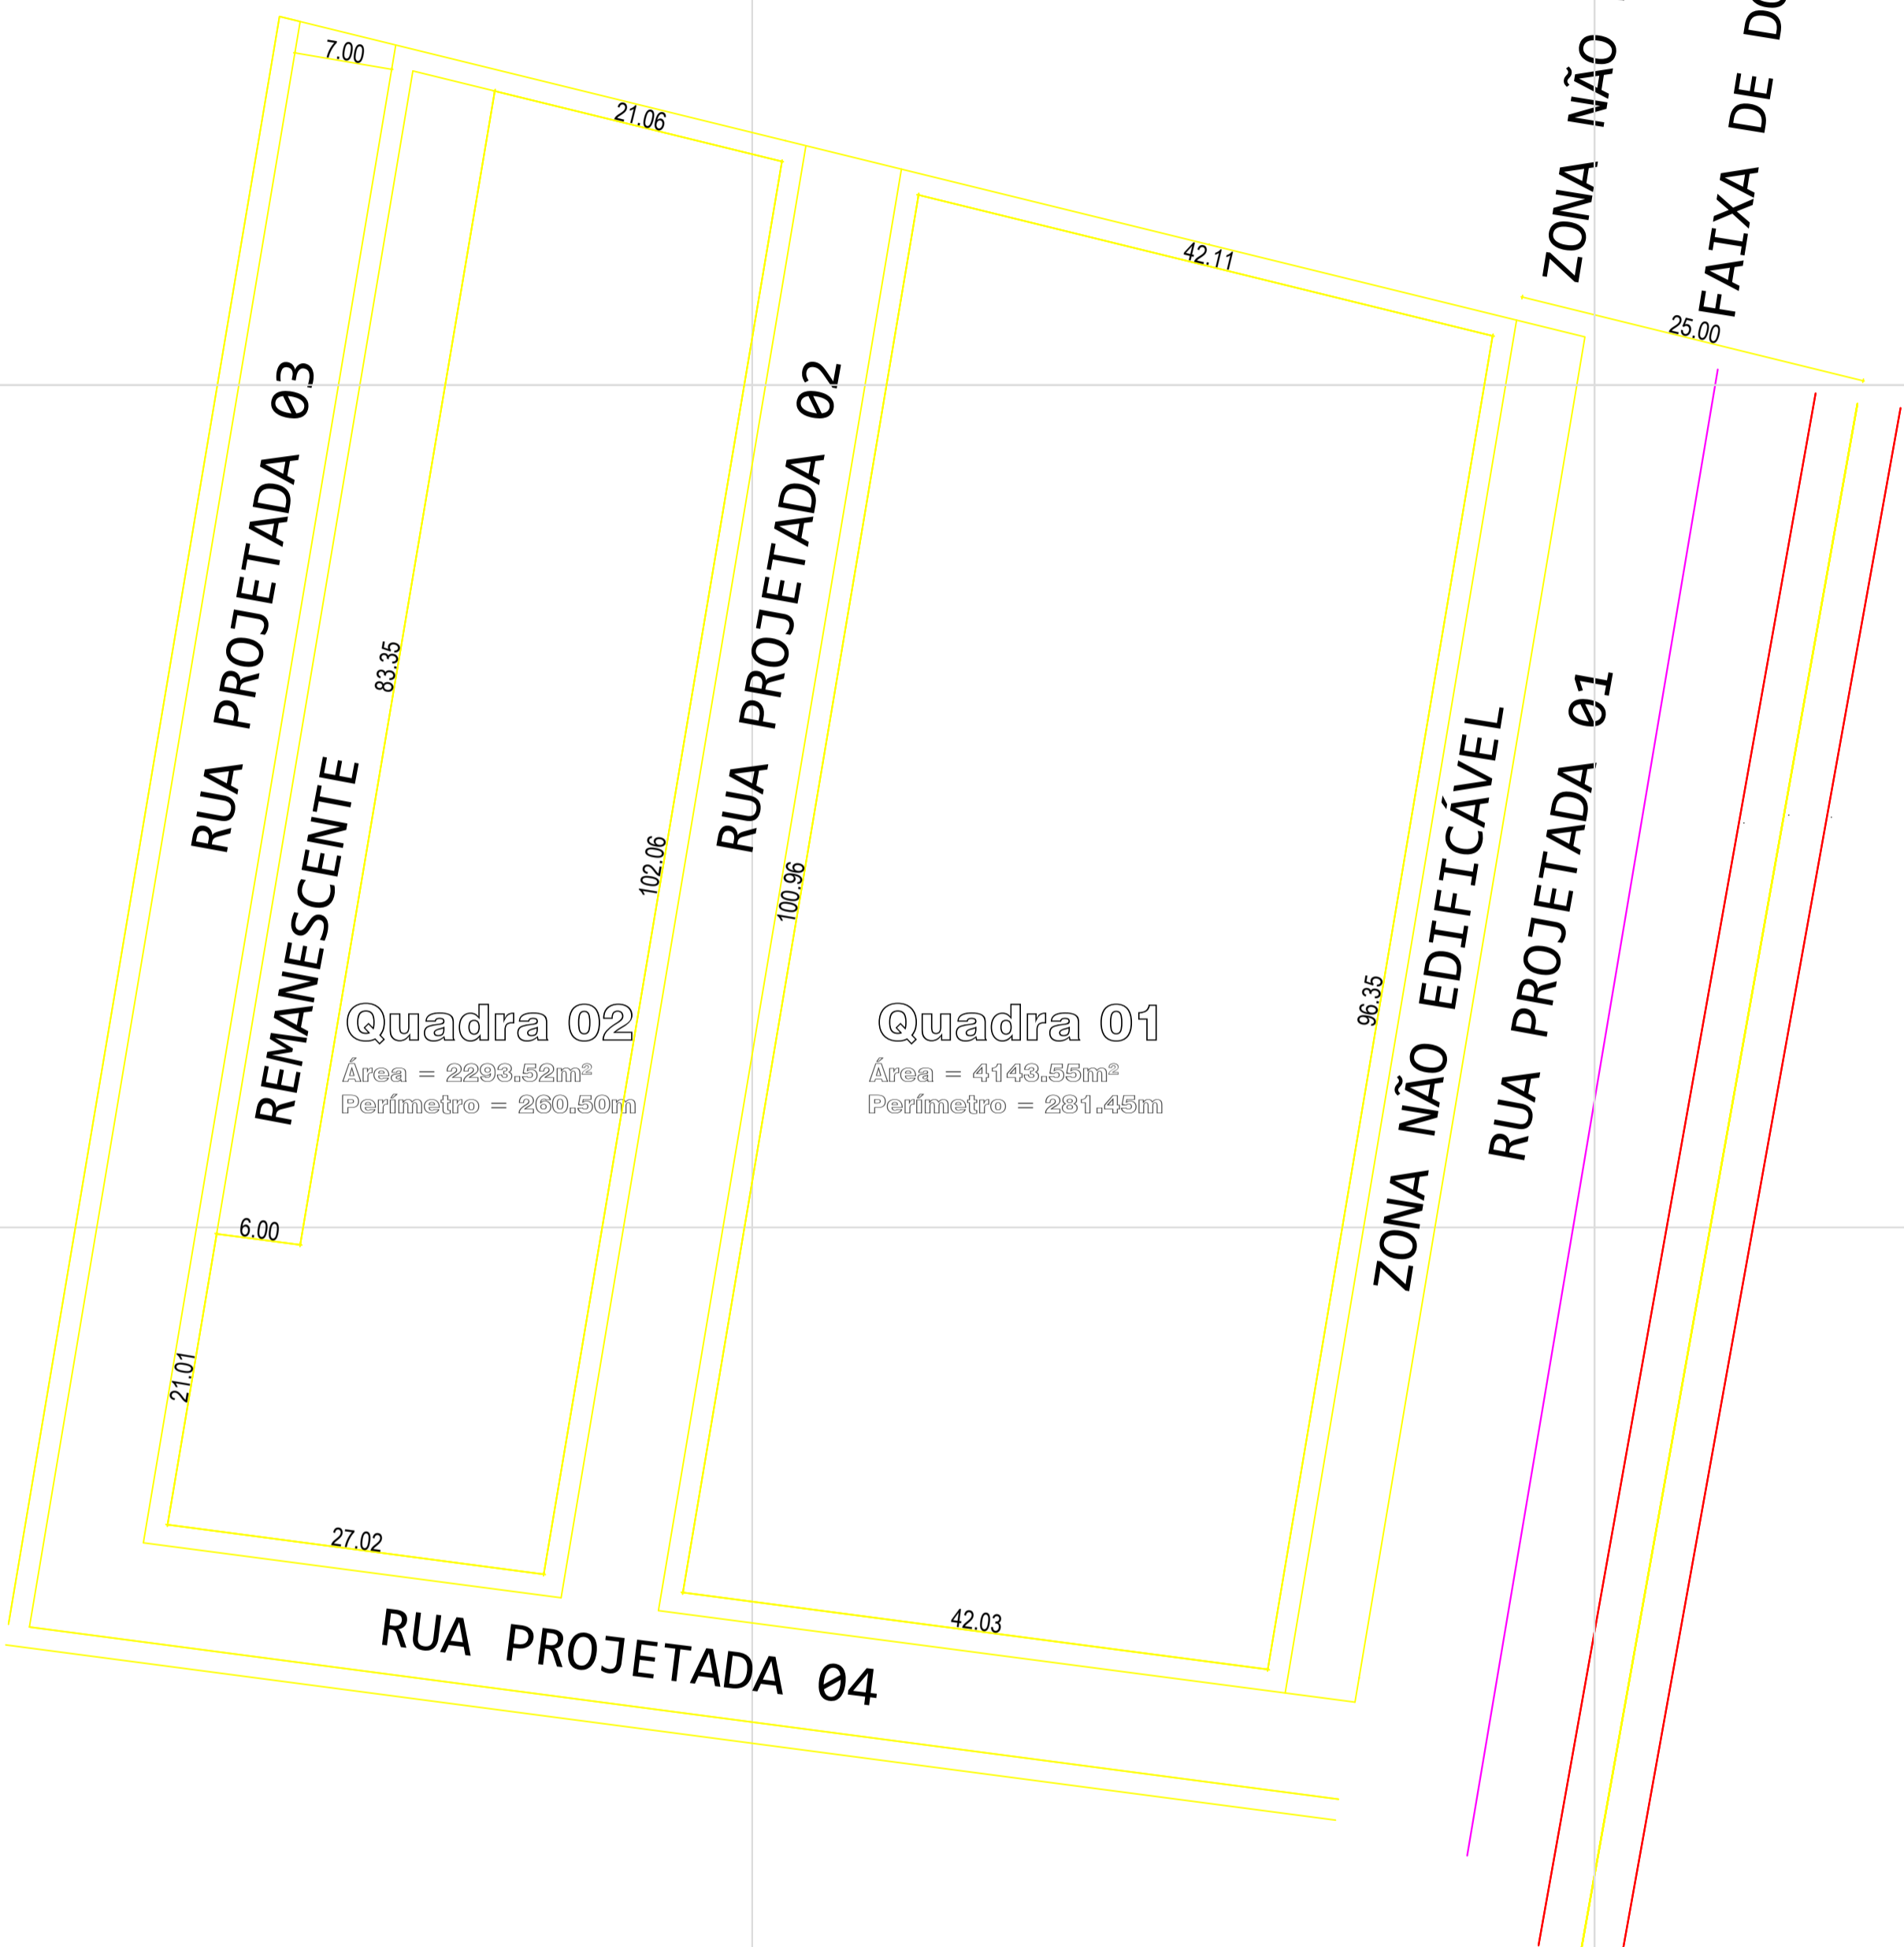 7.00
21.06
42.11
ZONA NÃO
FAIXA DE
25.00
RUA PROJETADA 03
RUA PROJETADA 02
83.35
REMANESCENTE
102.06
100.96
96.35
ZONA NÃO EDIFICÁVEL
RUA PROJETADA 01
Quadra 02
Área = 2293.52m²
Perímetro = 260.50m
Quadra 01
Área = 4143.55m²
Perímetro = 281.45m
6.00
21.01
27.02
42.03
RUA PROJETADA 04